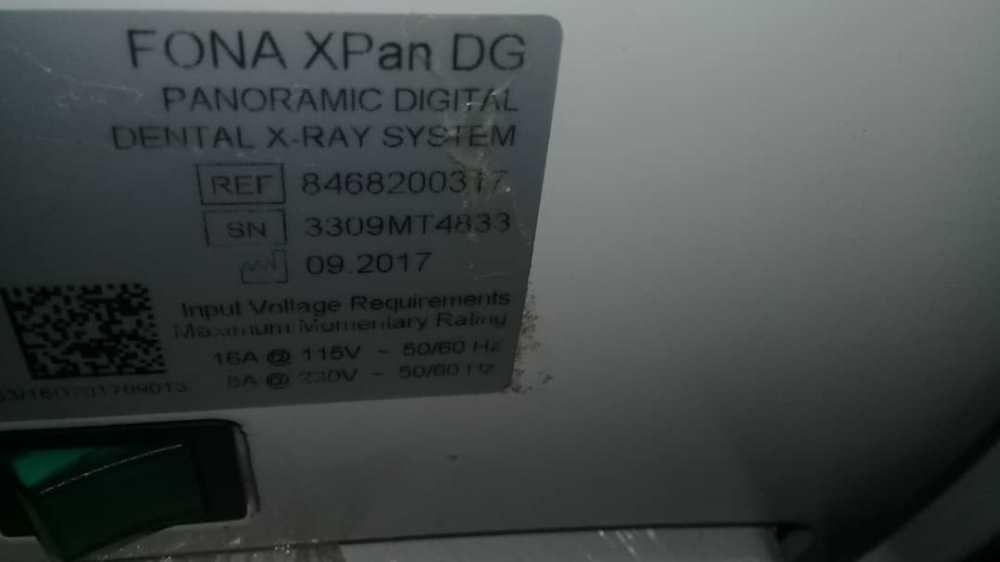 FONA XPan DG
PANORAMIC DIGITAL
DENTAL X-RAY SYSTEM
REF 8468200317
SN 3309MT4833
09.2017
Input Voltage Requirements
Maximum Momentary Rating
16A @ 115V ~ 50/60 Hz
8A @ 230V ~ 50/60 Hz